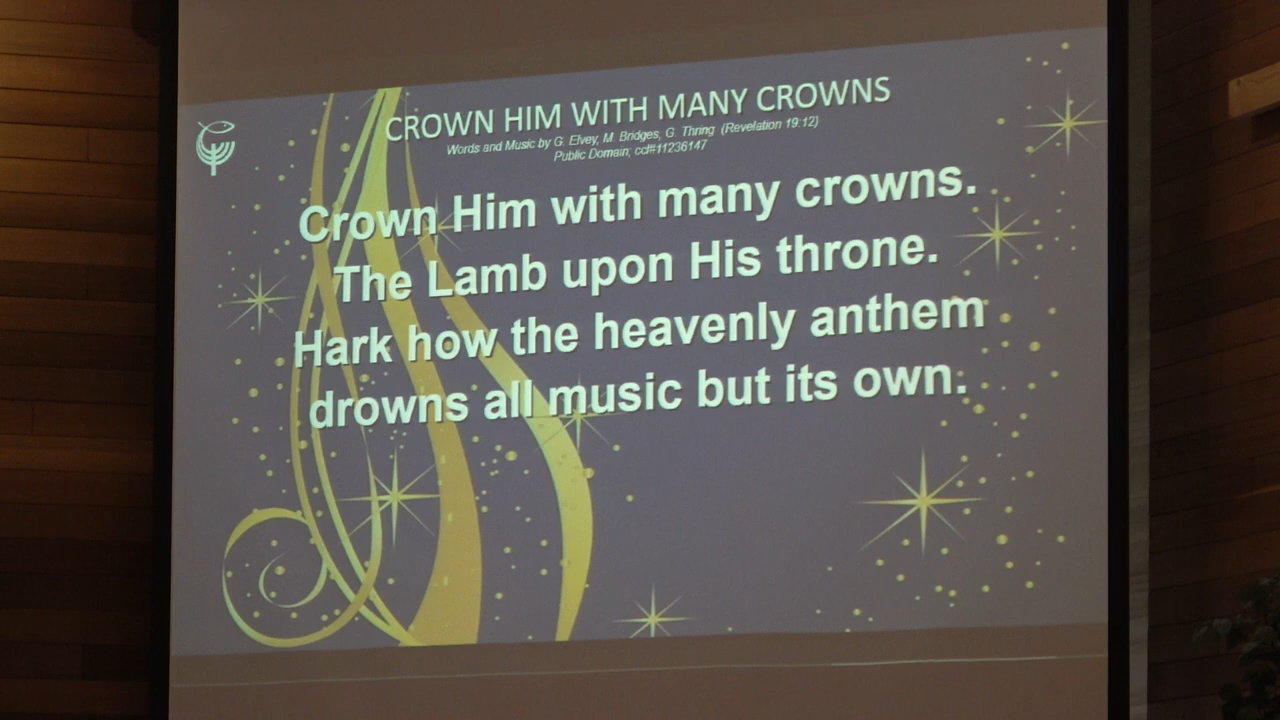 CROWN HIM WITH MANY CROWNS
Words and Music by G. Elvey, M. Bridges, G. Thring (Revelation 19:12)
Public Domain; ccl#11236147
Crown Him with many crowns.
The Lamb upon His throne.
Hark how the heavenly anthem
drowns all music but its own.